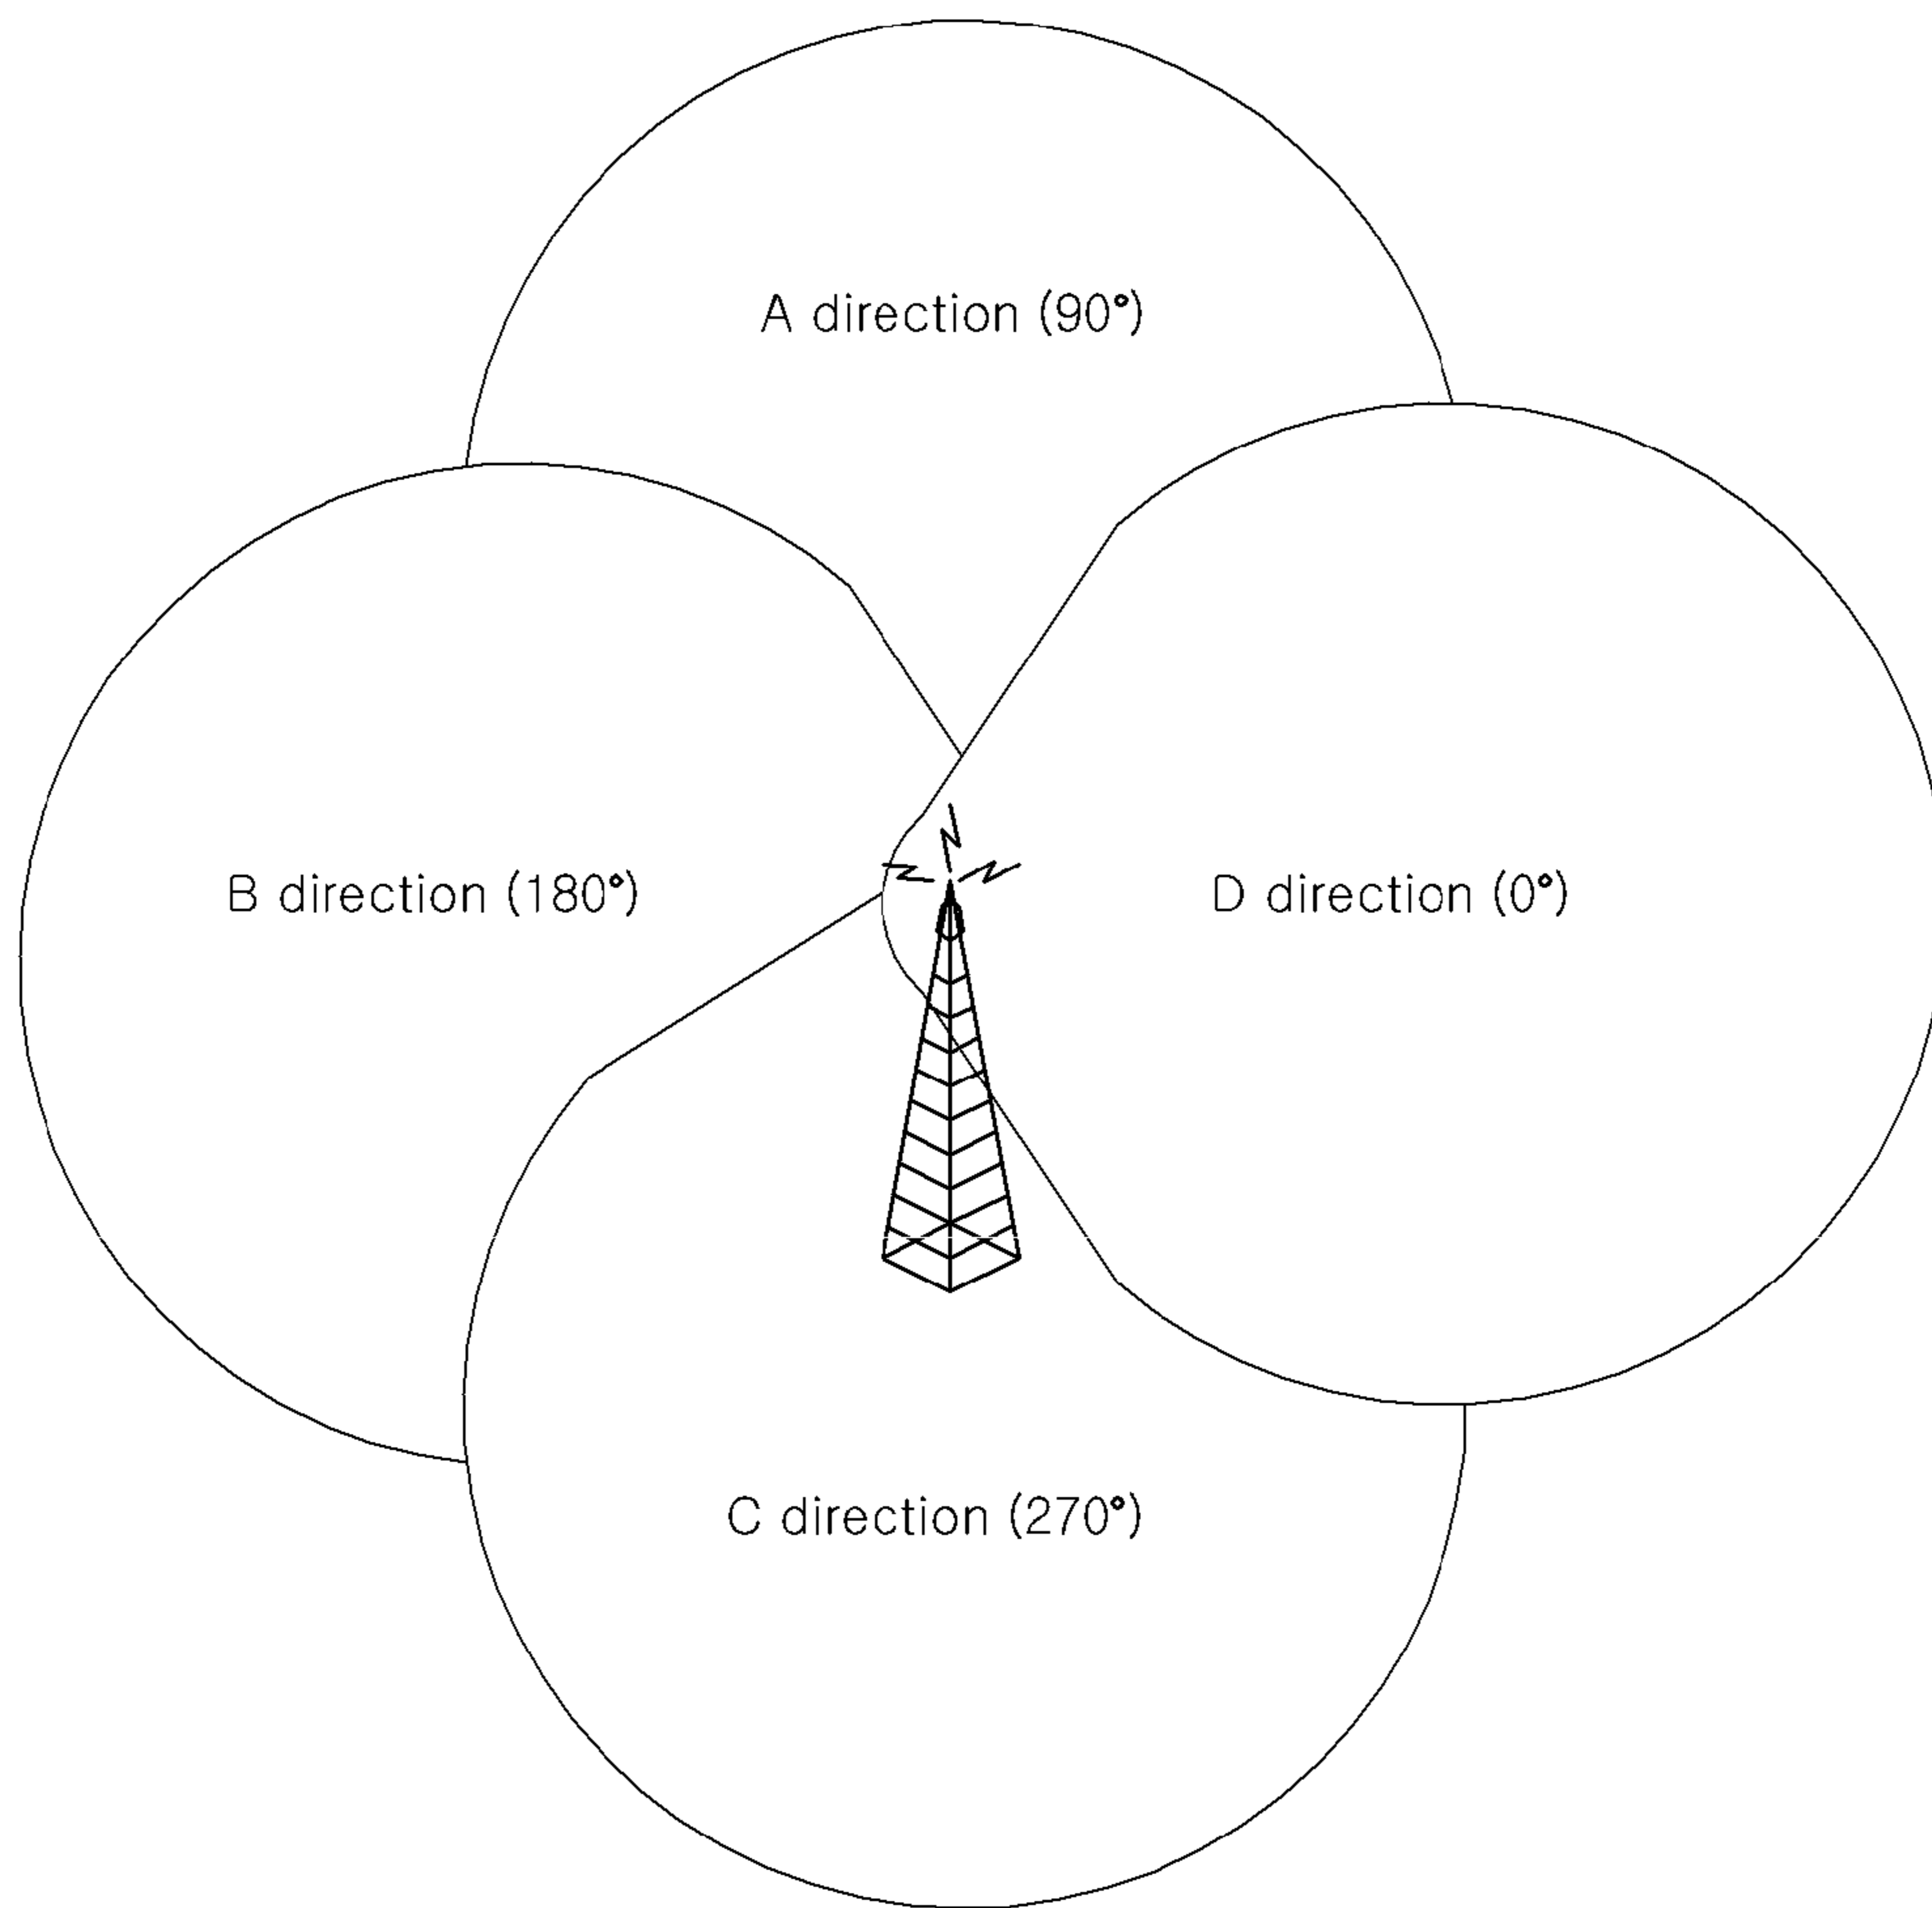 A direction (90°)
B direction (180°)
D direction (0°)
C direction (270°)